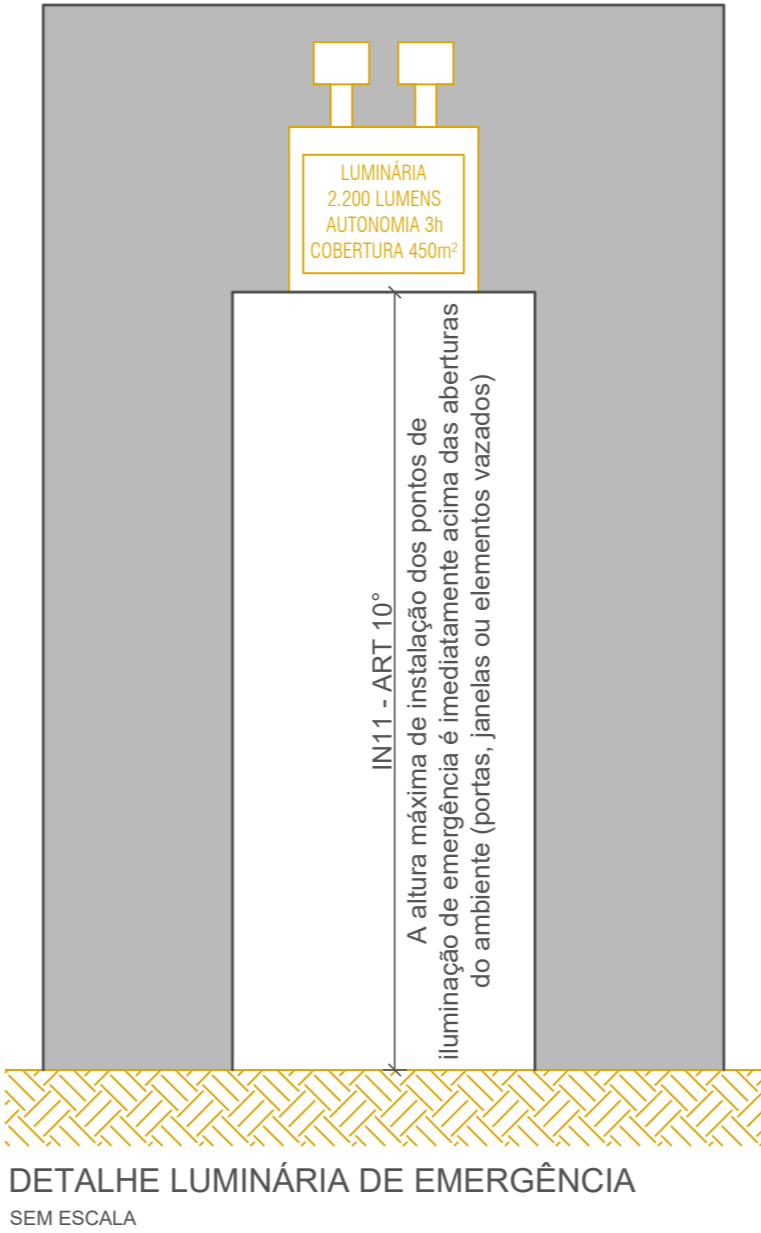 LUMINÁRIA
2.200 LUMENS
AUTONOMIA 3h
COBERTURA 450m²
IN11 - ART 10°
A altura máxima de instalação dos pontos de
iluminação de emergência é imediatamente acima das aberturas
do ambiente (portas, janelas ou elementos vazados)
DETALHE LUMINÁRIA DE EMERGÊNCIA
SEM ESCALA